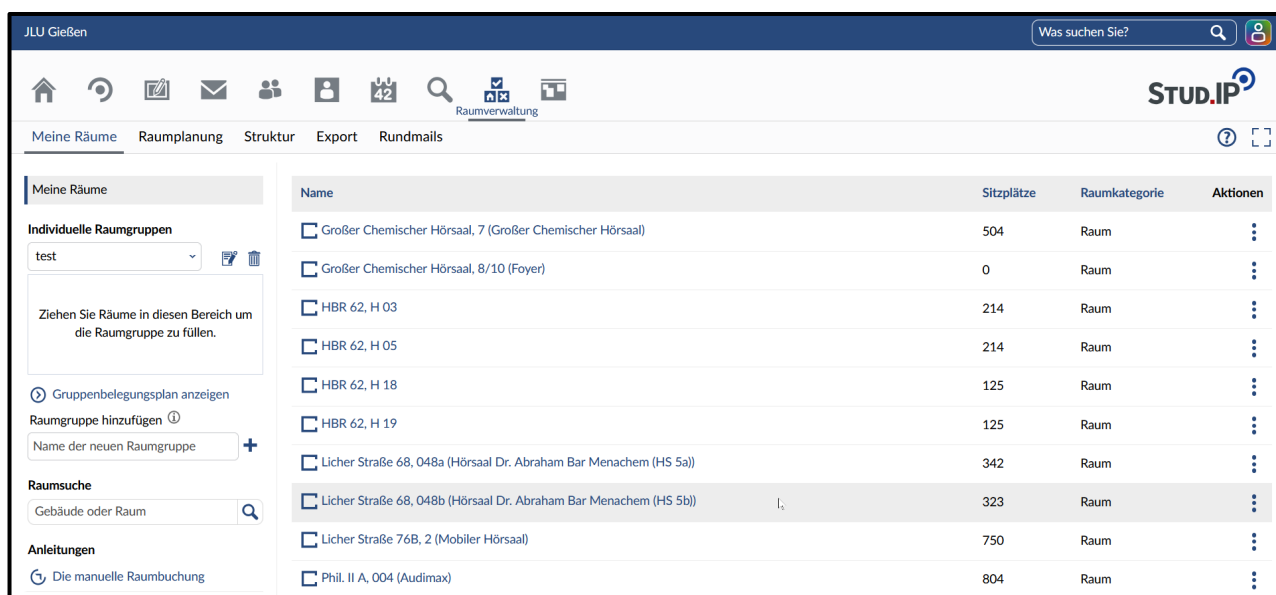 JLU Gießen
Was suchen Sie?
42
Raumverwaltung
STUD.IP
Meine Räume Raumplanung Struktur Export Rundmails
?
Meine Räume
Individuelle Raumgruppen
test
Ziehen Sie Räume in diesen Bereich um
die Raumgruppe zu füllen.
Gruppenbelegungsplan anzeigen
Raumgruppe hinzufügen
Name der neuen Raumgruppe
Raumsuche
Gebäude oder Raum
Anleitungen
Die manuelle Raumbuchung
Name Sitzplätze Raumkategorie Aktionen
Großer Chemischer Hörsaal, 7 (Großer Chemischer Hörsaal) 504 Raum
Großer Chemischer Hörsaal, 8/10 (Foyer) 0 Raum
HBR 62, H 03 214 Raum
HBR 62, H 05 214 Raum
HBR 62, H 18 125 Raum
HBR 62, H 19 125 Raum
Licher Straße 68, 048a (Hörsaal Dr. Abraham Bar Menachem (HS 5a)) 342 Raum
Licher Straße 68, 048b (Hörsaal Dr. Abraham Bar Menachem (HS 5b)) 323 Raum
Licher Straße 76B, 2 (Mobiler Hörsaal) 750 Raum
Phil. II A, 004 (Audimax) 804 Raum